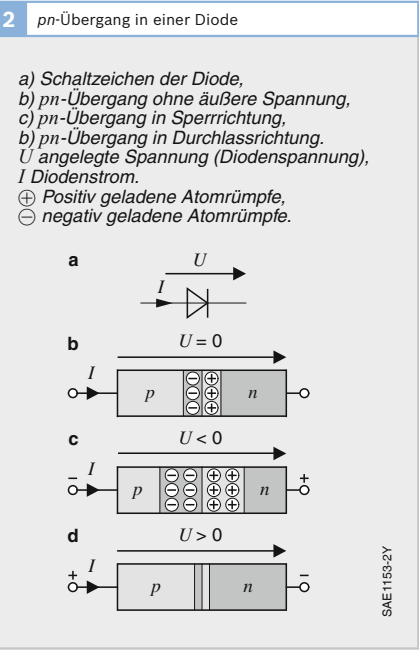 2 pn-Übergang in einer Diode
a) Schaltzeichen der Diode,
b) pn-Übergang ohne äußere Spannung,
c) pn-Übergang in Sperrrichtung,
b) pn-Übergang in Durchlassrichtung.
U angelegte Spannung (Diodenspannung),
I Diodenstrom.
⊕ Positiv geladene Atomrümpfe,
⊖ negativ geladene Atomrümpfe.
a U
I
b U = 0
I
p ⊖ ⊕ n
⊖ ⊕
⊖ ⊕
c U < 0
− I +
p ⊖ ⊖ ⊕ ⊕ n
⊖ ⊖ ⊕ ⊕
⊖ ⊖ ⊕ ⊕
d U > 0
+ I −
p n
SAE1153-2Y